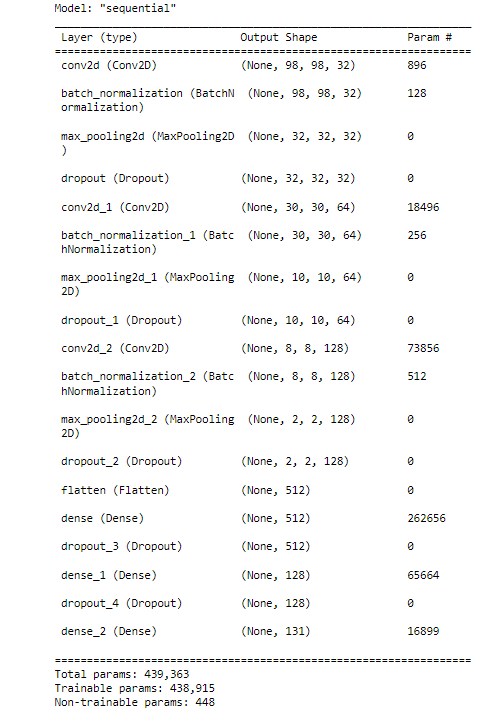 Model: "sequential"
Layer (type) Output Shape Param #
conv2d (Conv2D) (None, 98, 98, 32) 896
batch_normalization (BatchN (None, 98, 98, 32) 128
ormalization)
max_pooling2d (MaxPooling2D (None, 32, 32, 32) 0
)
dropout (Dropout) (None, 32, 32, 32) 0
conv2d_1 (Conv2D) (None, 30, 30, 64) 18496
batch_normalization_1 (Batc (None, 30, 30, 64) 256
hNormalization)
max_pooling2d_1 (MaxPooling (None, 10, 10, 64) 0
2D)
dropout_1 (Dropout) (None, 10, 10, 64) 0
conv2d_2 (Conv2D) (None, 8, 8, 128) 73856
batch_normalization_2 (Batc (None, 8, 8, 128) 512
hNormalization)
max_pooling2d_2 (MaxPooling (None, 2, 2, 128) 0
2D)
dropout_2 (Dropout) (None, 2, 2, 128) 0
flatten (Flatten) (None, 512) 0
dense (Dense) (None, 512) 262656
dropout_3 (Dropout) (None, 512) 0
dense_1 (Dense) (None, 128) 65664
dropout_4 (Dropout) (None, 128) 0
dense_2 (Dense) (None, 131) 16899
Total params: 439,363
Trainable params: 438,915
Non-trainable params: 448